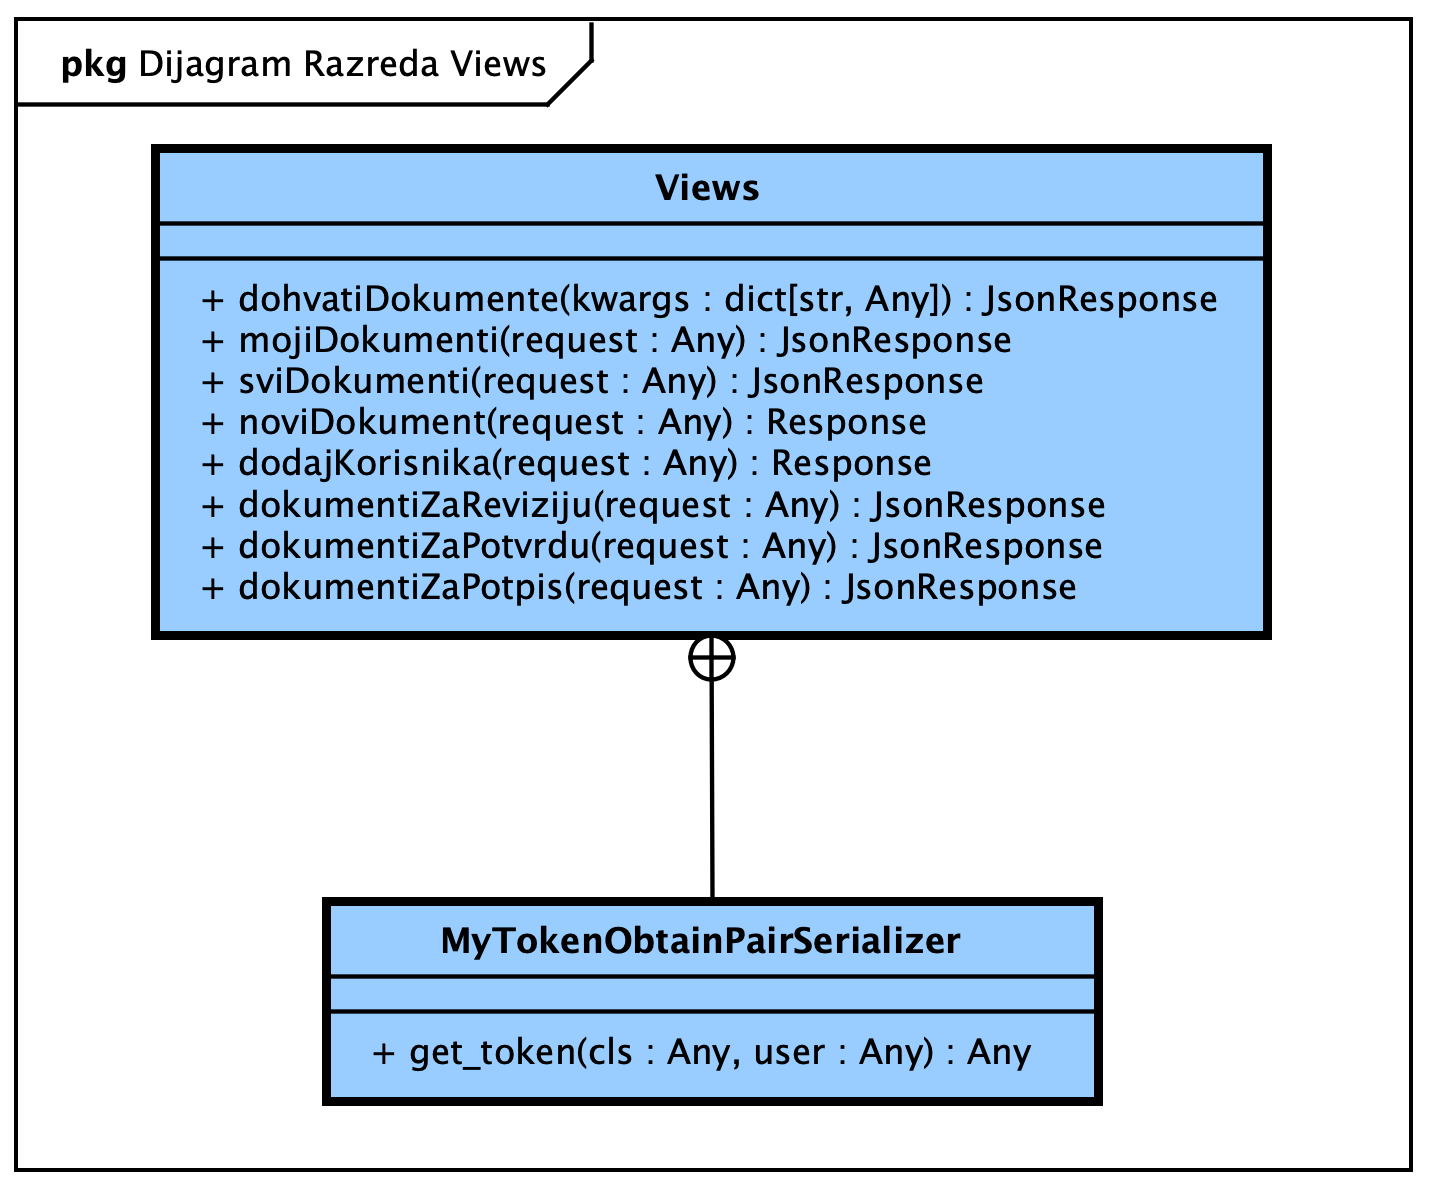 pkg Dijagram Razreda Views
Views
+ dohvatiDokumente(kwargs : dict[str, Any]) : JsonResponse
+ mojiDokumenti(request : Any) : JsonResponse
+ sviDokumenti(request : Any) : JsonResponse
+ noviDokument(request : Any) : Response
+ dodajKorisnika(request : Any) : Response
+ dokumentiZaReviziju(request : Any) : JsonResponse
+ dokumentiZaPotvrdu(request : Any) : JsonResponse
+ dokumentiZaPotpis(request : Any) : JsonResponse
MyTokenObtainPairSerializer
+ get_token(cls : Any, user : Any) : Any